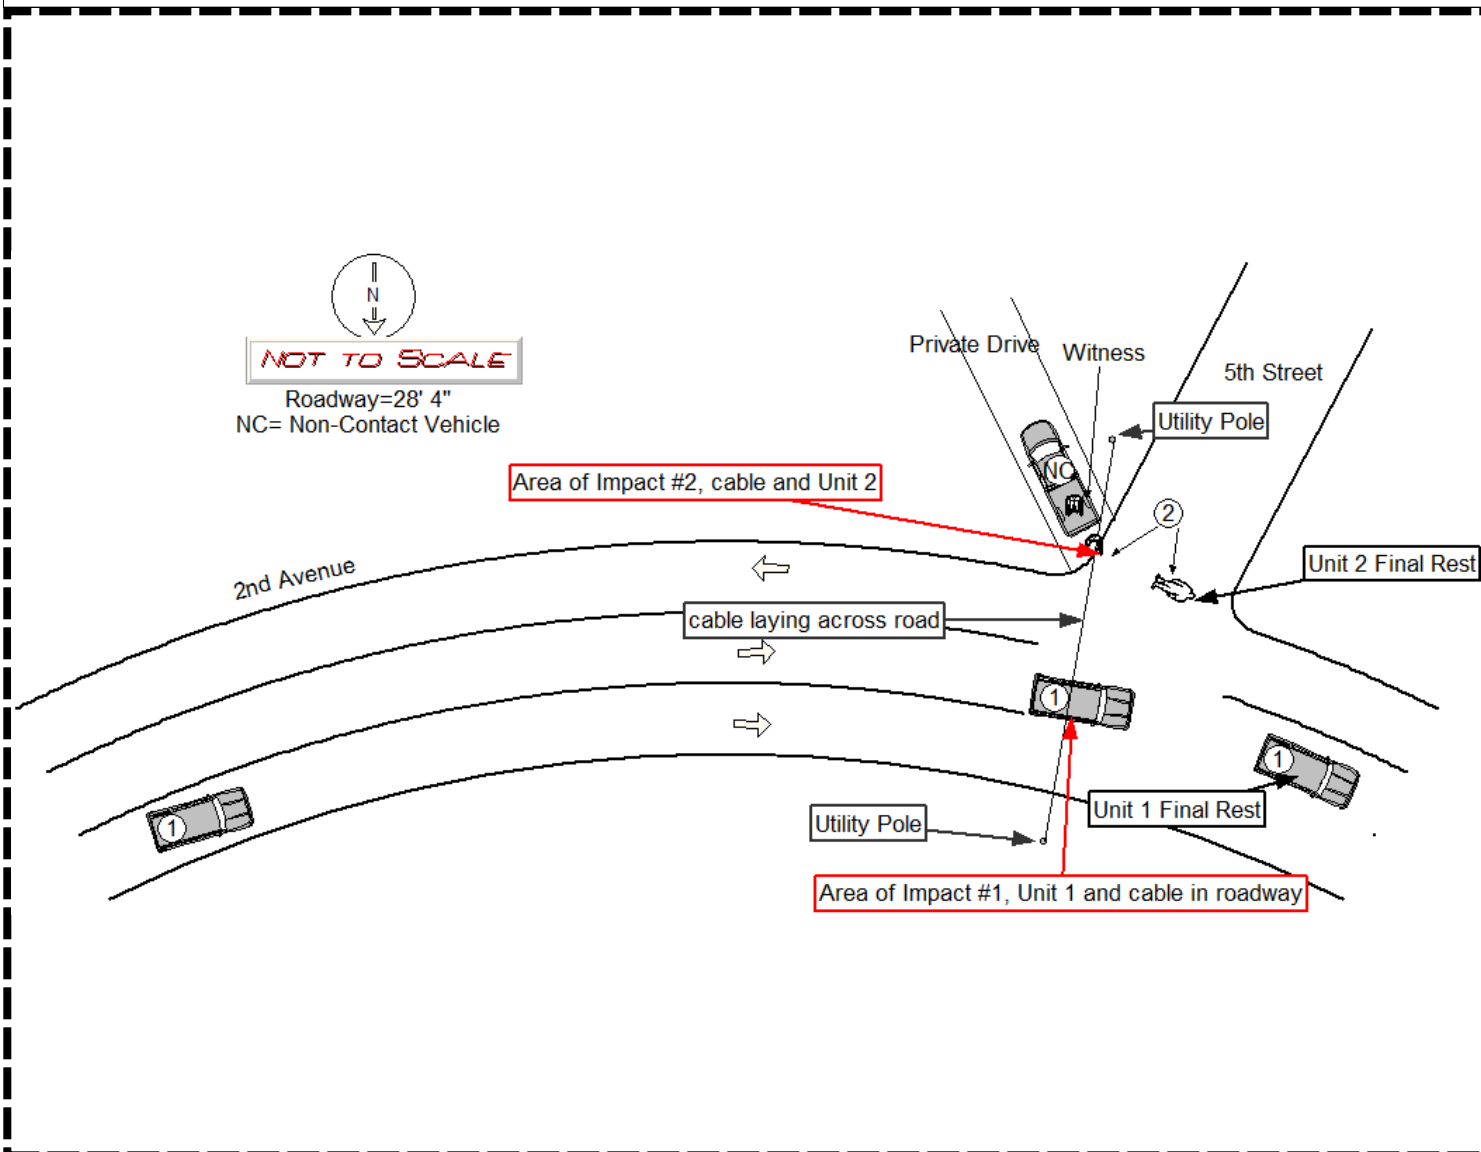 N
NOT TO SCALE
Roadway=28' 4"
NC= Non-Contact Vehicle
Private Drive
Witness
5th Street
Utility Pole
NC
Area of Impact #2, cable and Unit 2
2
Unit 2 Final Rest
2nd Avenue
cable laying across road
1
1
Unit 1 Final Rest
1
Utility Pole
Area of Impact #1, Unit 1 and cable in roadway